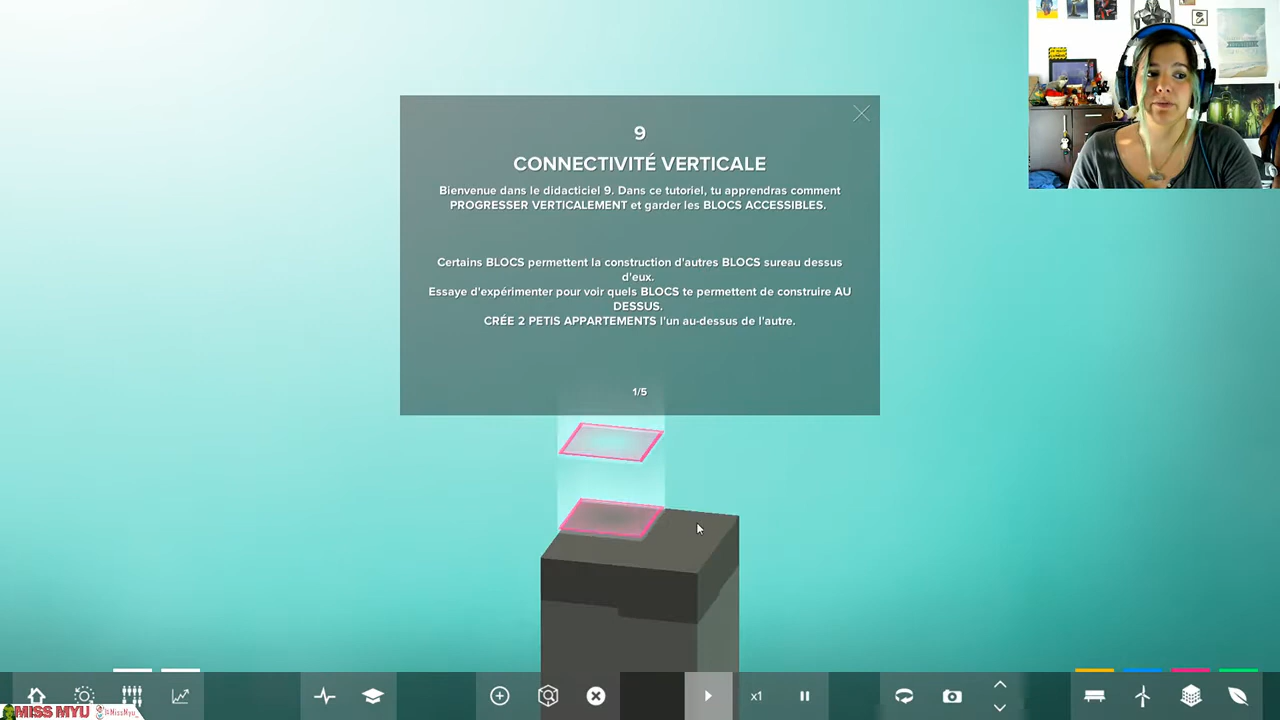 9
CONNECTIVITÉ VERTICALE
Bienvenue dans le didacticiel 9. Dans ce tutoriel, tu apprendras comment
PROGRESSER VERTICALEMENT et garder les BLOCS ACCESSIBLES.
Certains BLOCS permettent la construction d'autres BLOCS sureau dessus
d'eux.
Essaye d'expérimenter pour voir quels BLOCS te permettent de construire AU
DESSUS.
CRÉE 2 PETIS APPARTEMENTS l'un au-dessus de l'autre.
1/5
x1
MISS MYU
@MissMyu_